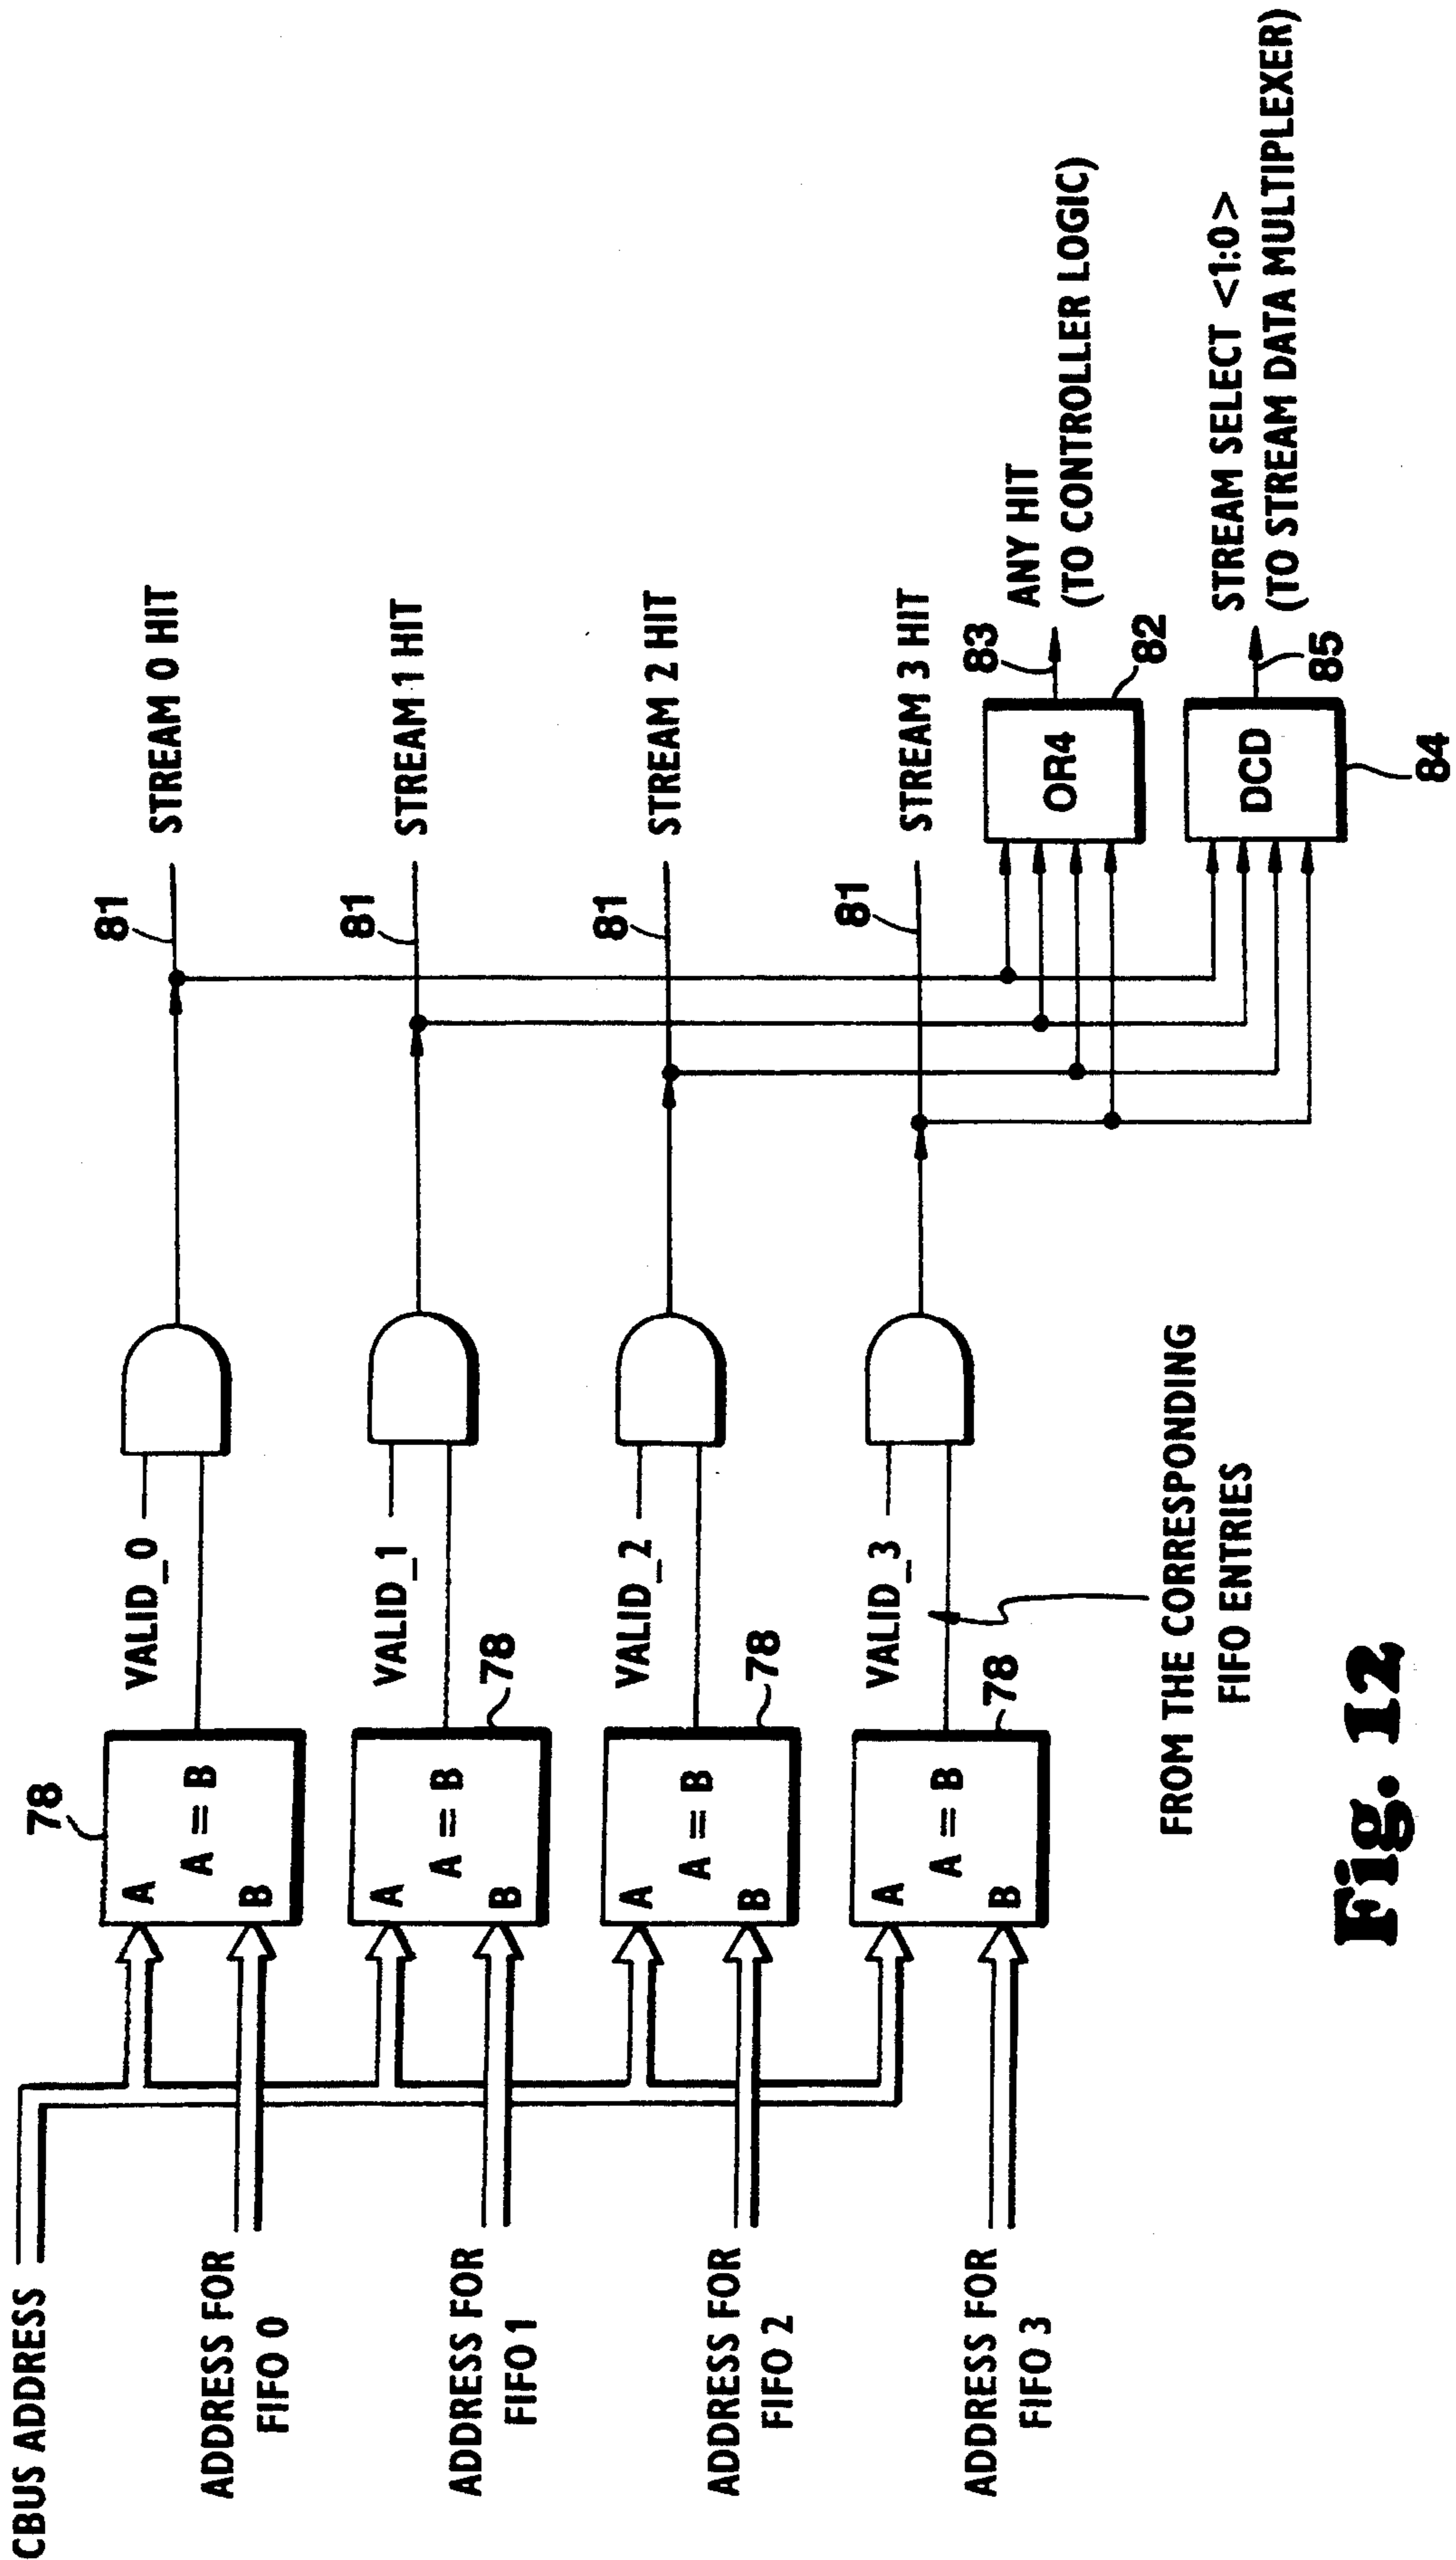 CBUS ADDRESS
ADDRESS FOR
FIFO 0
ADDRESS FOR
FIFO 1
ADDRESS FOR
FIFO 2
ADDRESS FOR
FIFO 3
78
A
A = B
B
78
A
A = B
B
78
A
A = B
B
78
A
A = B
B
VALID_0
VALID_1
VALID_2
VALID_3
FROM THE CORRESPONDING
FIFO ENTRIES
81
STREAM 0 HIT
81
STREAM 1 HIT
81
STREAM 2 HIT
81
STREAM 3 HIT
OR4
82
83
ANY HIT
(TO CONTROLLER LOGIC)
DCD
84
85
STREAM SELECT <1:0>
(TO STREAM DATA MULTIPLEXER)
Fig. 12